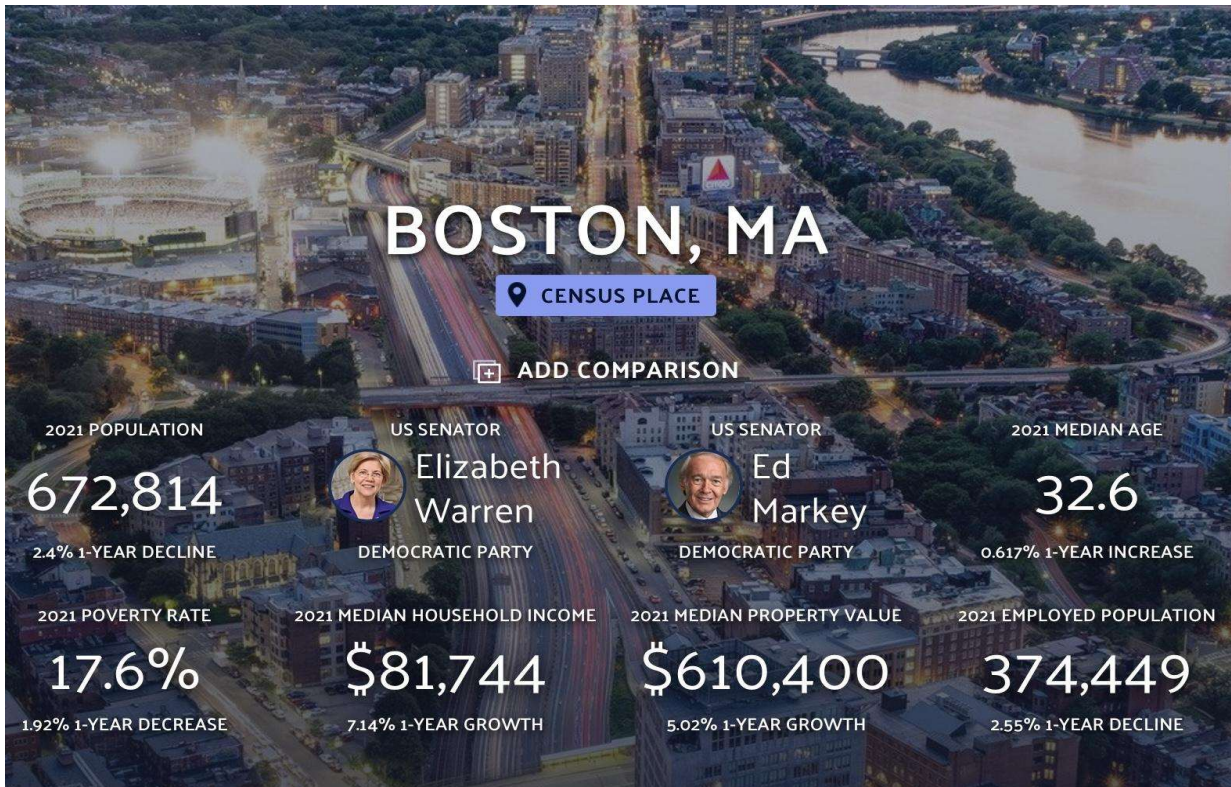 BOSTON, MA
CENSUS PLACE
ADD COMPARISON
2021 POPULATION
672,814
2.4% 1-YEAR DECLINE
US SENATOR
Elizabeth
Warren
DEMOCRATIC PARTY
US SENATOR
Ed
Markey
DEMOCRATIC PARTY
2021 MEDIAN AGE
32.6
0.617% 1-YEAR INCREASE
2021 POVERTY RATE
17.6%
1.92% 1-YEAR DECREASE
2021 MEDIAN HOUSEHOLD INCOME
$81,744
7.14% 1-YEAR GROWTH
2021 MEDIAN PROPERTY VALUE
$610,400
5.02% 1-YEAR GROWTH
2021 EMPLOYED POPULATION
374,449
2.55% 1-YEAR DECLINE